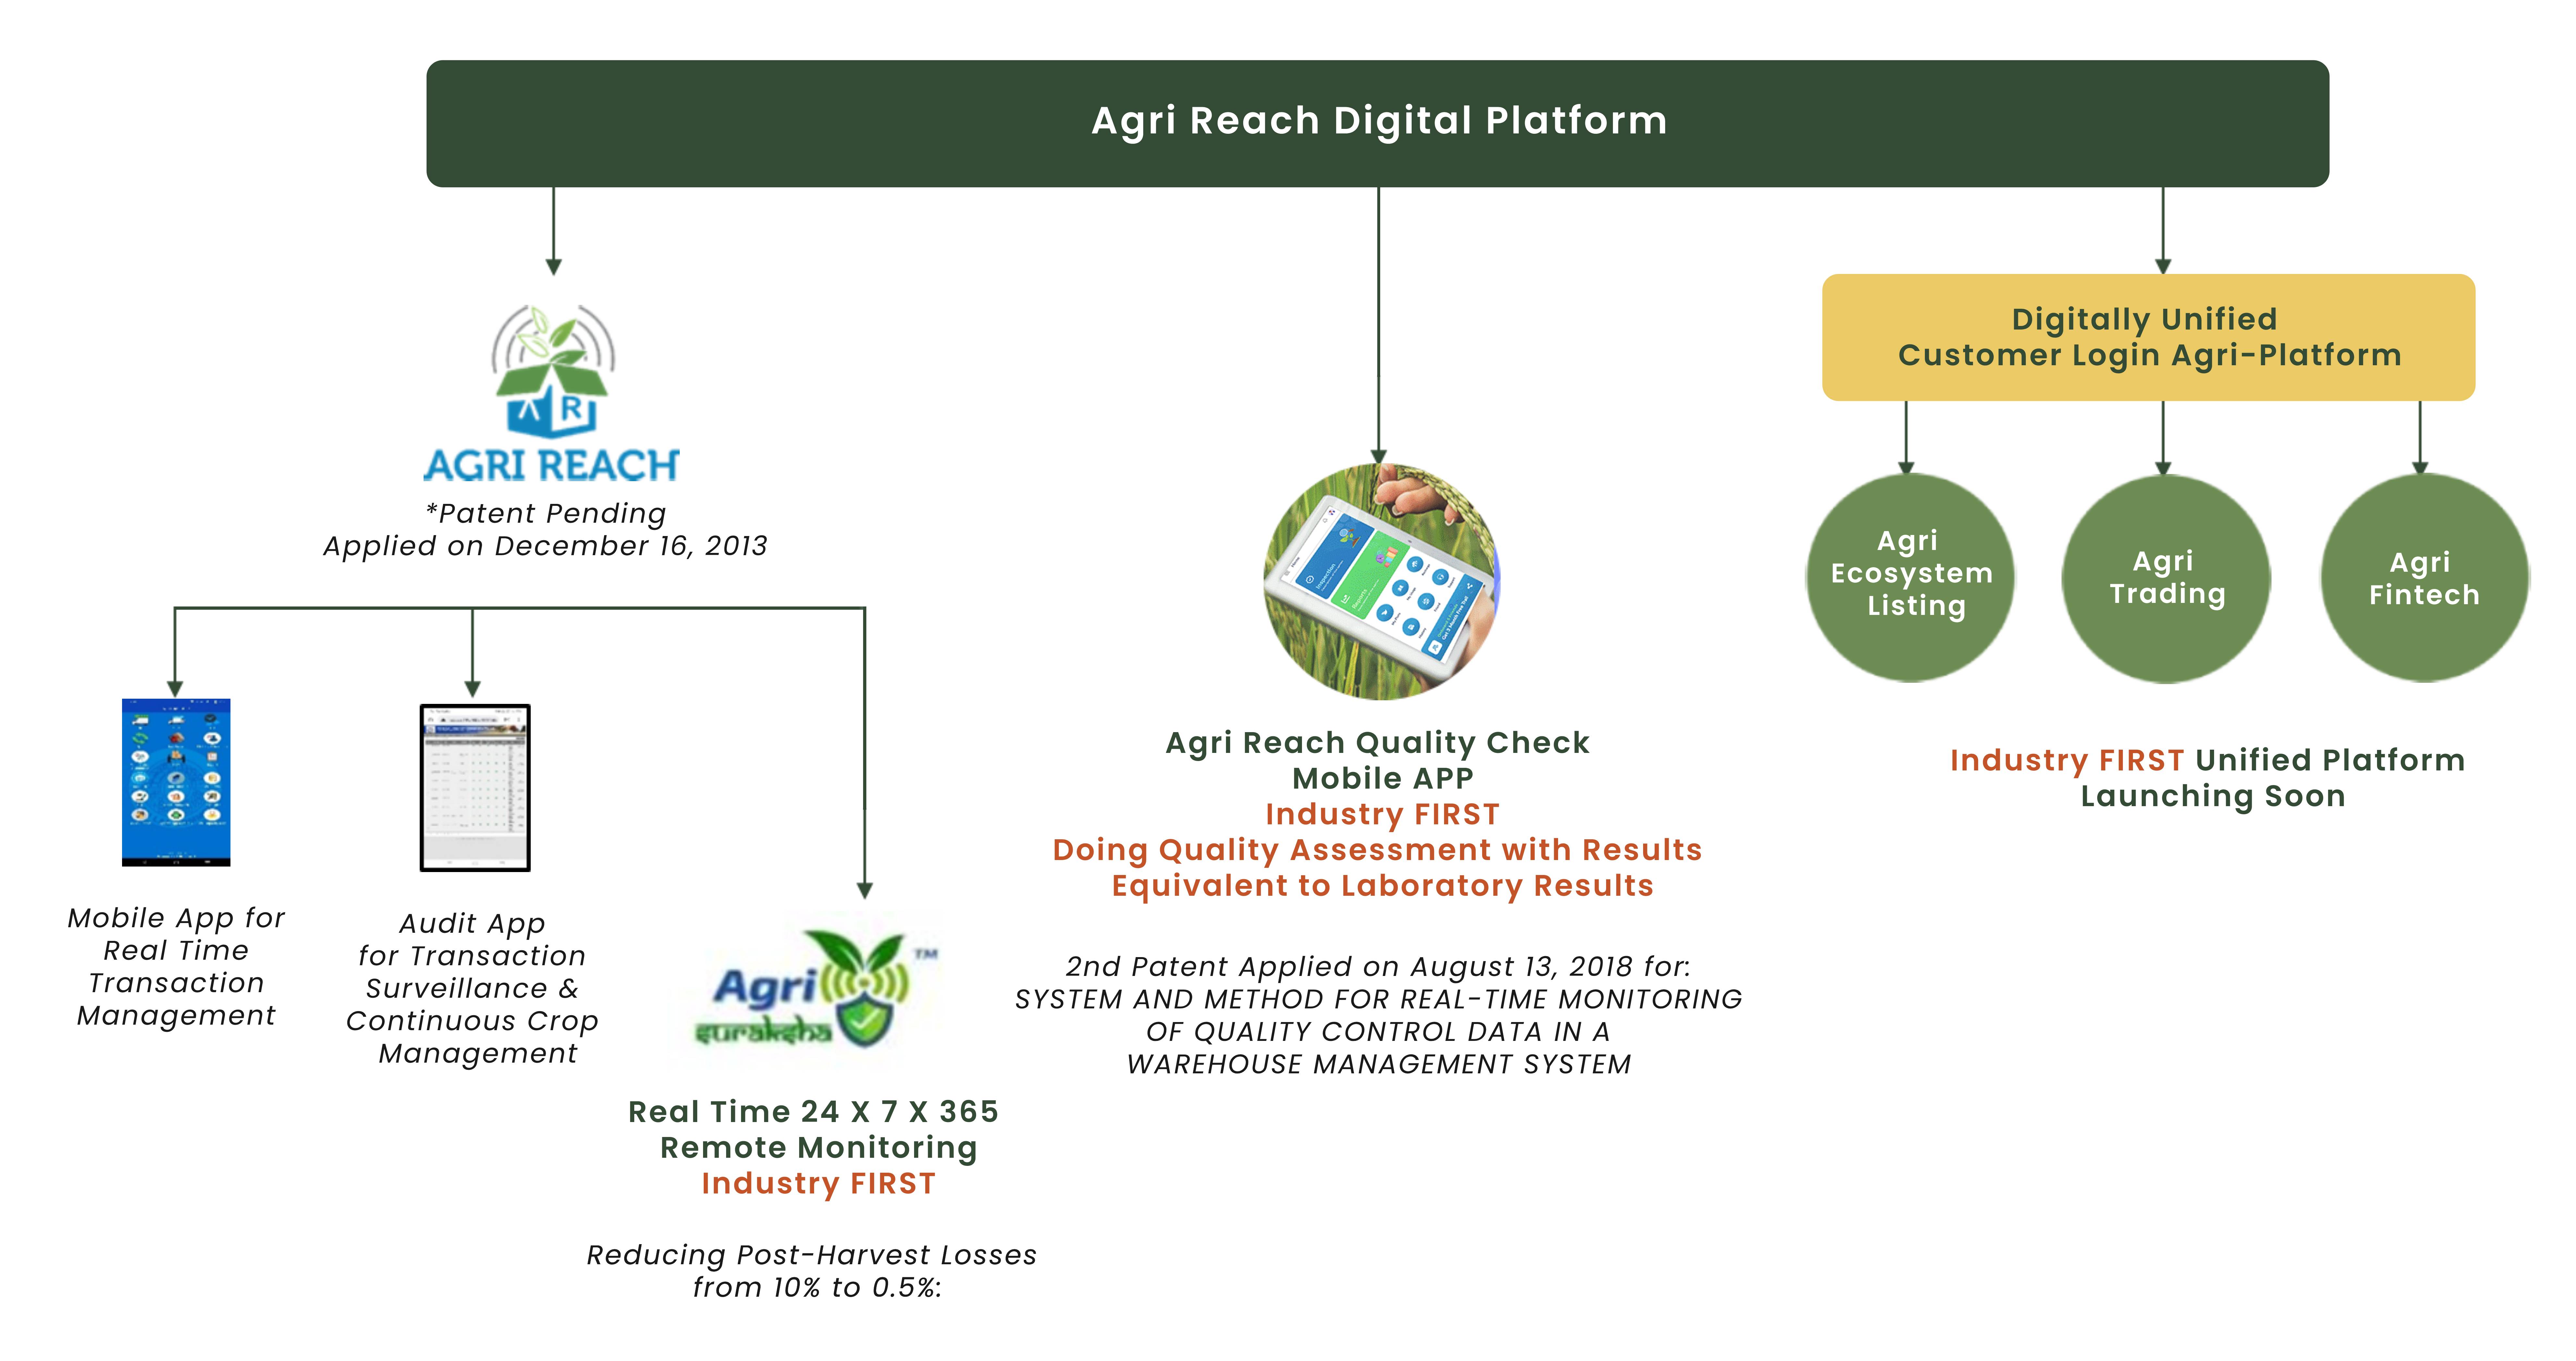 Agri Reach Digital Platform
AR
AGRI REACH
*Patent Pending
Applied on December 16, 2013
Mobile App for
Real Time
Transaction
Management
Audit App
for Transaction
Surveillance &
Continuous Crop
Management
Agri
suraksha
TM
Real Time 24 X 7 X 365
Remote Monitoring
Industry FIRST
Reducing Post-Harvest Losses
from 10% to 0.5%:
Inspection
Reports
Agri Reach Quality Check
Mobile APP
Industry FIRST
Doing Quality Assessment with Results
Equivalent to Laboratory Results
2nd Patent Applied on August 13, 2018 for:
SYSTEM AND METHOD FOR REAL-TIME MONITORING
OF QUALITY CONTROL DATA IN A
WAREHOUSE MANAGEMENT SYSTEM
Digitally Unified
Customer Login Agri-Platform
Agri
Ecosystem
Listing
Agri
Trading
Agri
Fintech
Industry FIRST Unified Platform
Launching Soon